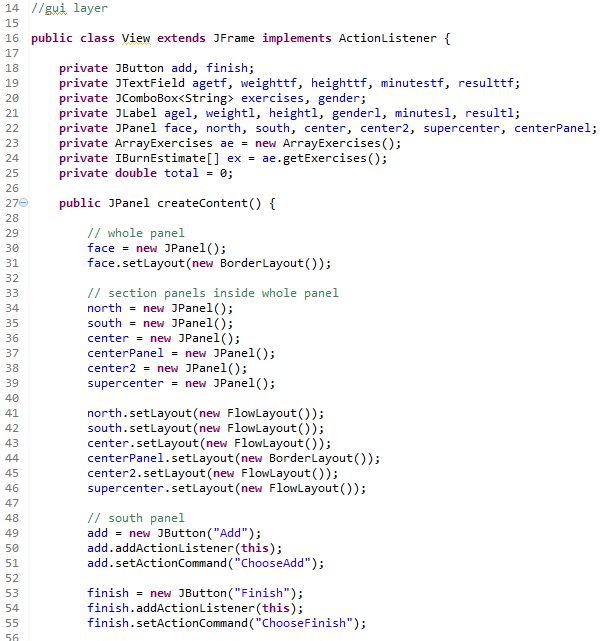 14 //gui layer
15
16 public class View extends JFrame implements ActionListener {
17
18 private JButton add, finish;
19 private JTextField agetf, weighttf, heighttf, minutestf, resulttf;
20 private JComboBox<String> exercises, gender;
21 private JLabel agel, weightl, heightl, genderl, minutesl, resultl;
22 private JPanel face, north, south, center, center2, supercenter, centerPanel;
23 private ArrayExercises ae = new ArrayExercises();
24 private IBurnEstimate[] ex = ae.getExercises();
25 private double total = 0;
26
27 public JPanel createContent() {
28
29 // whole panel
30 face = new JPanel();
31 face.setLayout(new BorderLayout());
32
33 // section panels inside whole panel
34 north = new JPanel();
35 south = new JPanel();
36 center = new JPanel();
37 centerPanel = new JPanel();
38 center2 = new JPanel();
39 supercenter = new JPanel();
40
41 north.setLayout(new FlowLayout());
42 south.setLayout(new FlowLayout());
43 center.setLayout(new FlowLayout());
44 centerPanel.setLayout(new BorderLayout());
45 center2.setLayout(new FlowLayout());
46 supercenter.setLayout(new FlowLayout());
47
48 // south panel
49 add = new JButton("Add");
50 add.addActionListener(this);
51 add.setActionCommand("ChooseAdd");
52
53 finish = new JButton("Finish");
54 finish.addActionListener(this);
55 finish.setActionCommand("ChooseFinish");
56